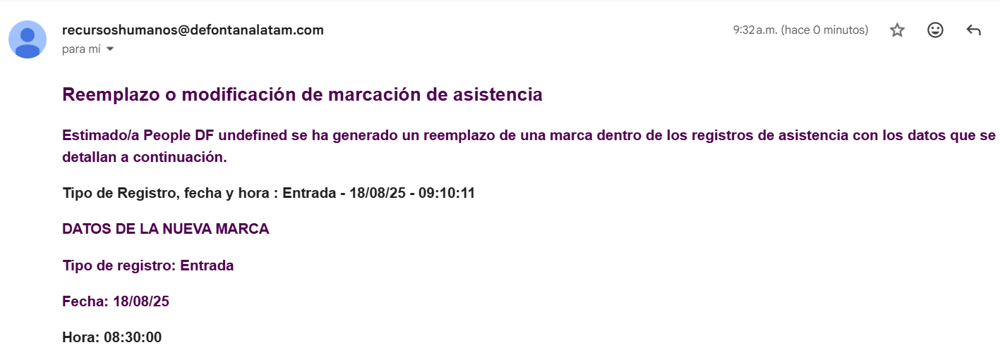 recursoshumanos@defontanalatam.com
9:32 a.m. (hace 0 minutos)
para mí
Reemplazo o modificación de marcación de asistencia
Estimado/a People DF undefined se ha generado un reemplazo de una marca dentro de los registros de asistencia con los datos que se
detallan a continuación.
Tipo de Registro, fecha y hora : Entrada - 18/08/25 - 09:10:11
DATOS DE LA NUEVA MARCA
Tipo de registro: Entrada
Fecha: 18/08/25
Hora: 08:30:00